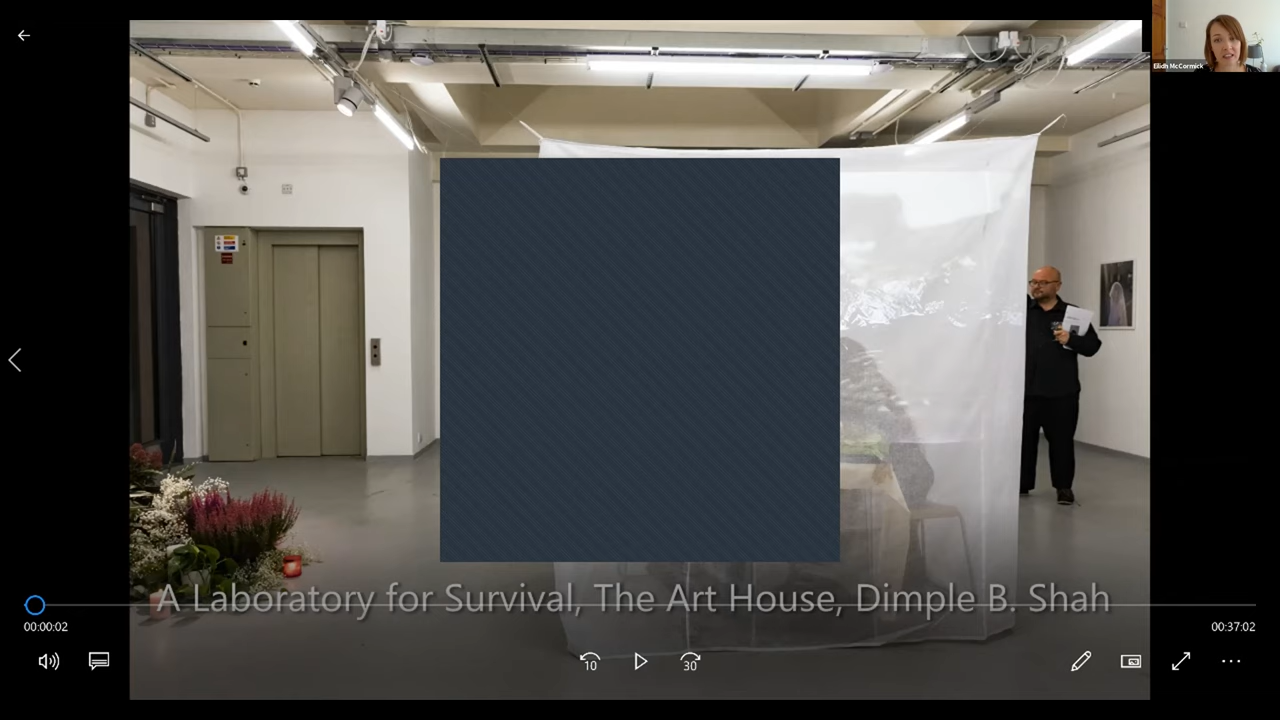 Eilidh McCormick
A Laboratory for Survival, The Art House, Dimple B. Shah
00:00:02
00:37:02
10
30